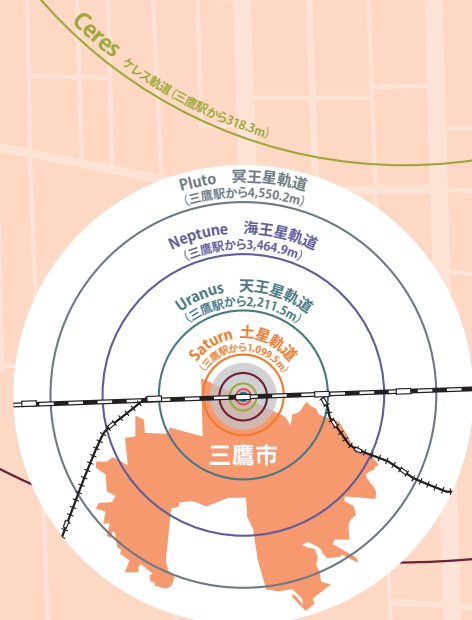 Ceres ケレス軌道(三鷹駅から318.3m)
Pluto 冥王星軌道
(三鷹駅から4,550.2m)
Neptune 海王星軌道
(三鷹駅から3,464.9m)
Uranus 天王星軌道
(三鷹駅から2,211.5m)
Saturn 土星軌道
(三鷹駅から1,099.5m)
三鷹市